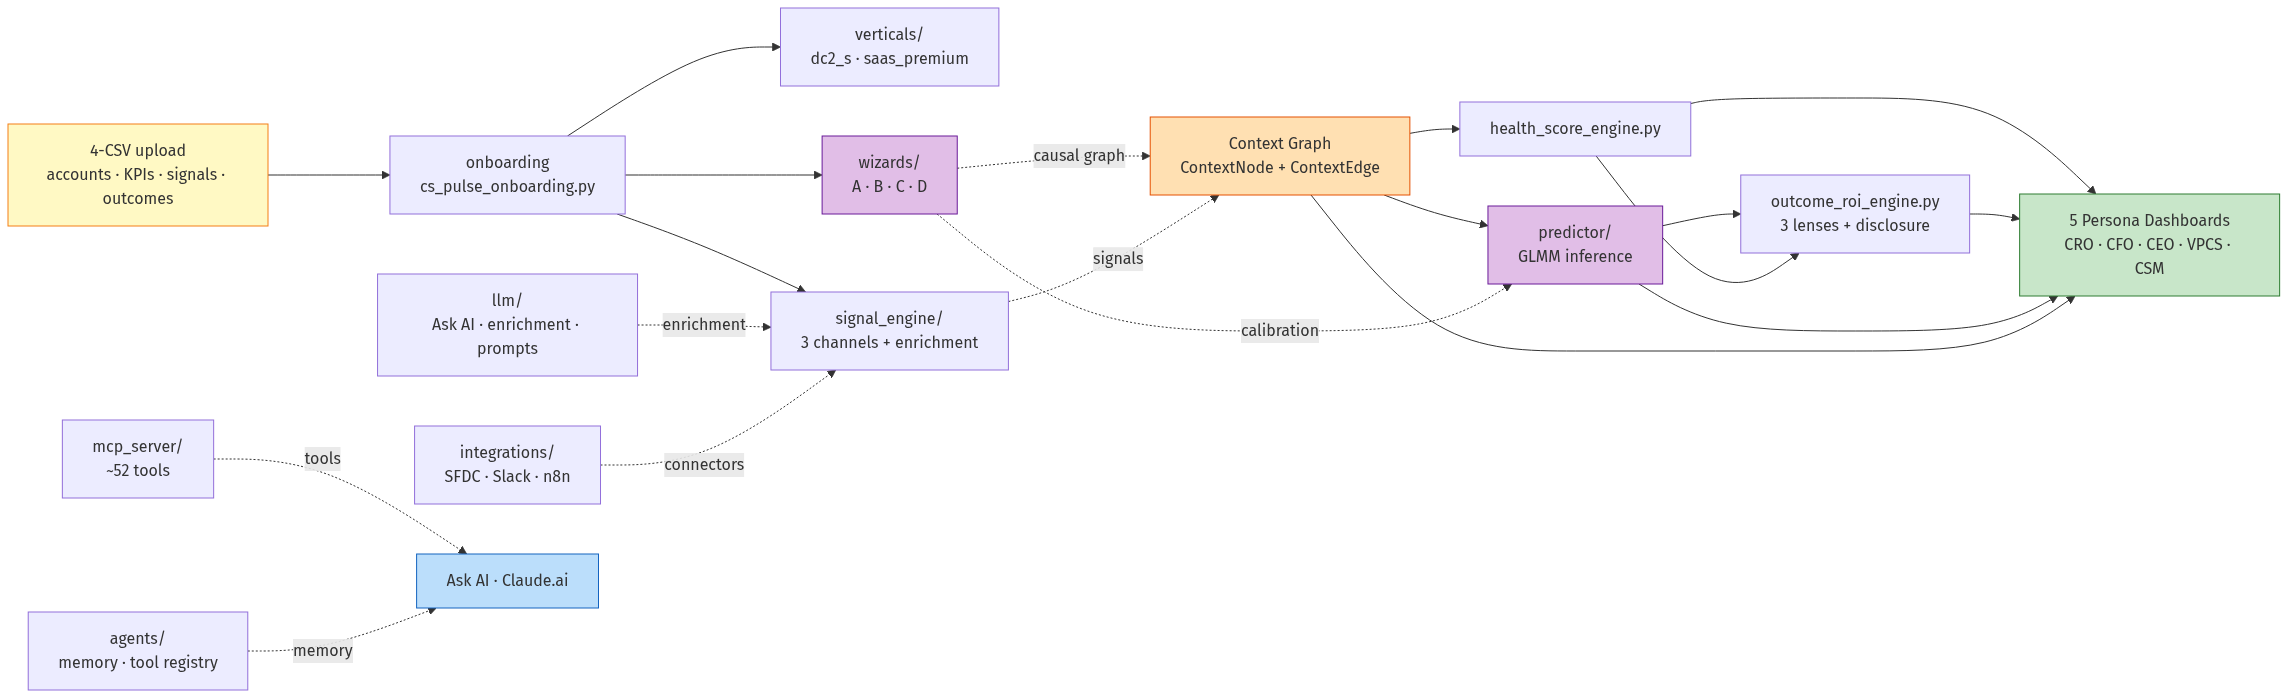 verticals/
dc2_s · saas_premium
4-CSV upload
accounts · KPIs · signals ·
outcomes
onboarding
cs_pulse_onboarding.py
wizards/
A · B · C · D
causal graph
Context Graph
ContextNode + ContextEdge
health_score_engine.py
outcome_roi_engine.py
3 lenses + disclosure
5 Persona Dashboards
CRO · CFO · CEO · VPCS ·
CSM
predictor/
GLMM inference
signals
calibration
llm/
Ask AI · enrichment ·
prompts
enrichment
signal_engine/
3 channels + enrichment
mcp_server/
~52 tools
tools
integrations/
SFDC · Slack · n8n
connectors
Ask AI · Claude.ai
agents/
memory · tool registry
memory